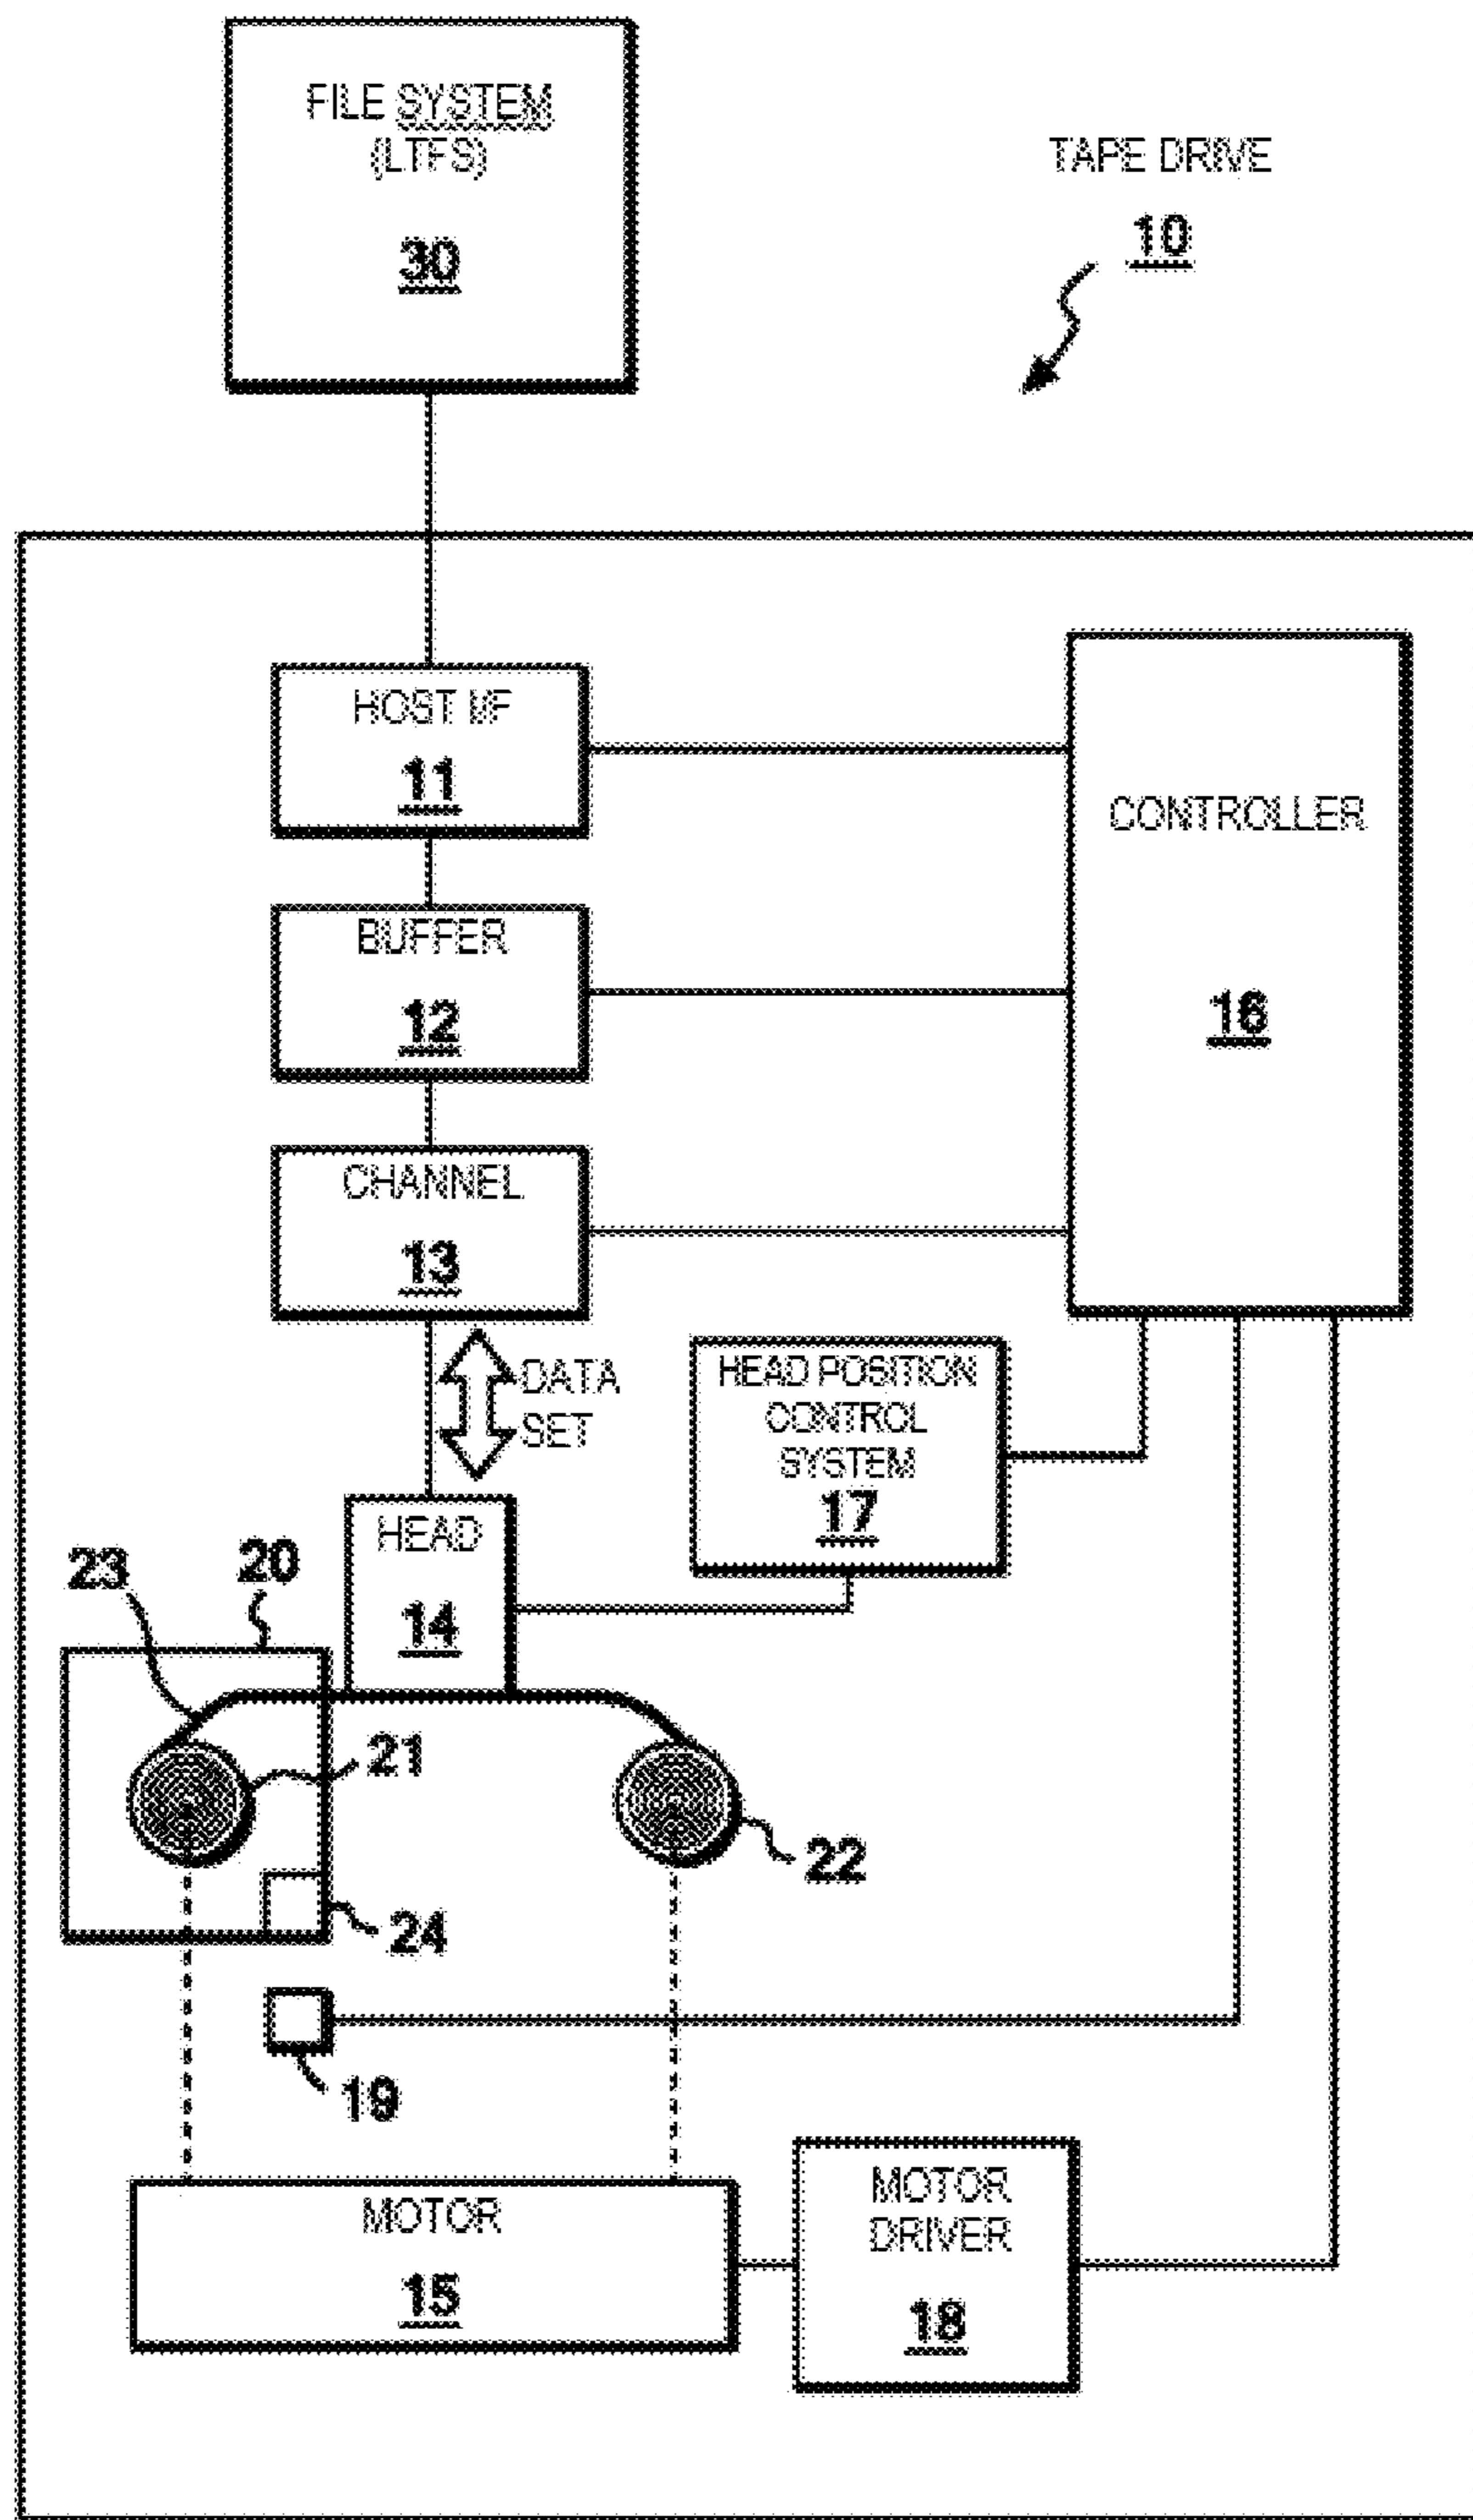 FILE SYSTEM
(LTFS)
30
TAPE DRIVE
10
HOST I/F
11
CONTROLLER
16
BUFFER
12
CHANNEL
13
DATA
SET
HEAD POSITION
CONTROL
SYSTEM
17
HEAD
14
23
20
21
22
24
19
MOTOR
15
MOTOR
DRIVER
18